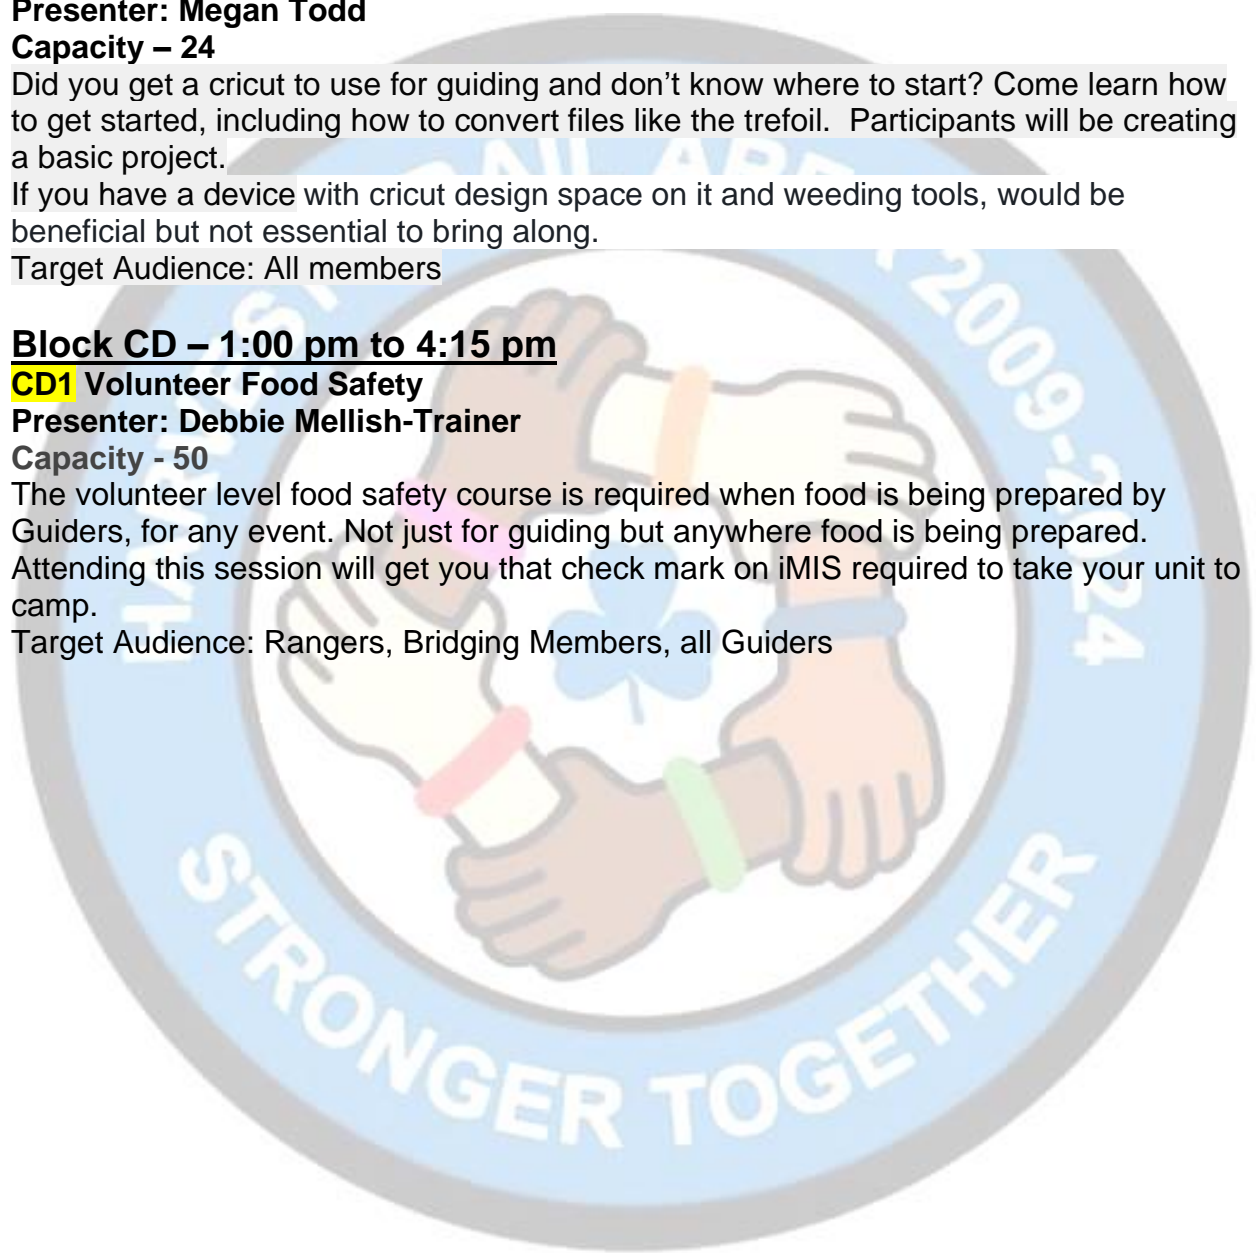 Presenter: Megan Todd
Capacity – 24
Did you get a cricut to use for guiding and don’t know where to start? Come learn how
to get started, including how to convert files like the trefoil.  Participants will be creating
a basic project.
If you have a device with cricut design space on it and weeding tools, would be
beneficial but not essential to bring along.
Target Audience: All members
Block CD – 1:00 pm to 4:15 pm
CD1 Volunteer Food Safety
Presenter: Debbie Mellish-Trainer
Capacity - 50
The volunteer level food safety course is required when food is being prepared by
Guiders, for any event. Not just for guiding but anywhere food is being prepared.
Attending this session will get you that check mark on iMIS required to take your unit to
camp.
Target Audience: Rangers, Bridging Members, all Guiders
2009-2024
STRONGER TOGETHER